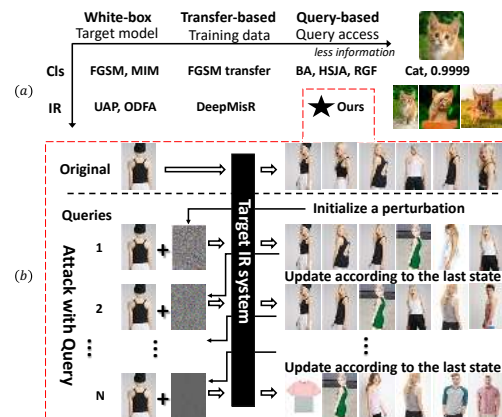 White-box Transfer-based Query-based
Target model Training data Query access
less information
Cls FGSM, MIM FGSM transfer BA, HSJA, RGF Cat, 0.9999
(a)
IR UAP, ODFA DeepMisR ★ Ours
Original
Target IR system
Queries
Initialize a perturbation
Attack with Query
1 +
(b)
Update according to the last state
2 +
⋮ ⋮ ⋮ ⋮
Update according to the last state
N +